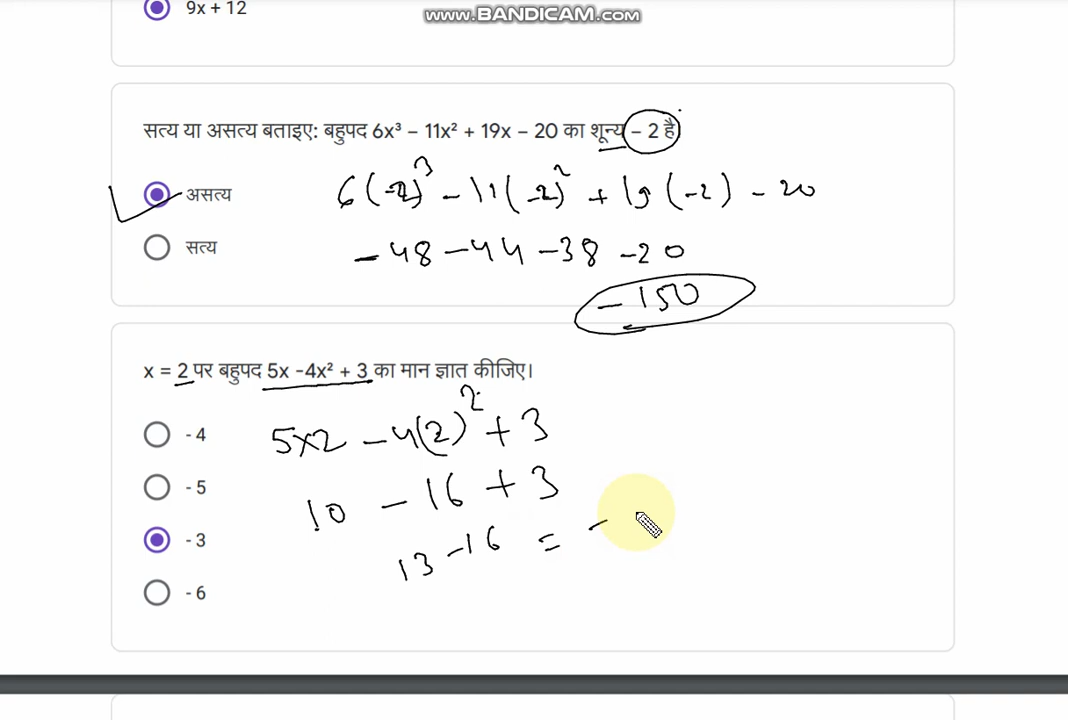 www.BANDICAM.com
9x + 12
सत्य या असत्य बताइए: बहुपद 6x³ – 11x² + 19x – 20 का शून्य – 2 है
असत्य
6(-2)³ - 11(-2)² + 19(-2) - 20
सत्य
- 48 - 44 - 38 - 20
- 150
x = 2 पर बहुपद 5x -4x² + 3 का मान ज्ञात कीजिए।
- 4
5x2 - 4(2)² + 3
- 5
10 - 16 + 3
- 3
13 - 16 = -
- 6